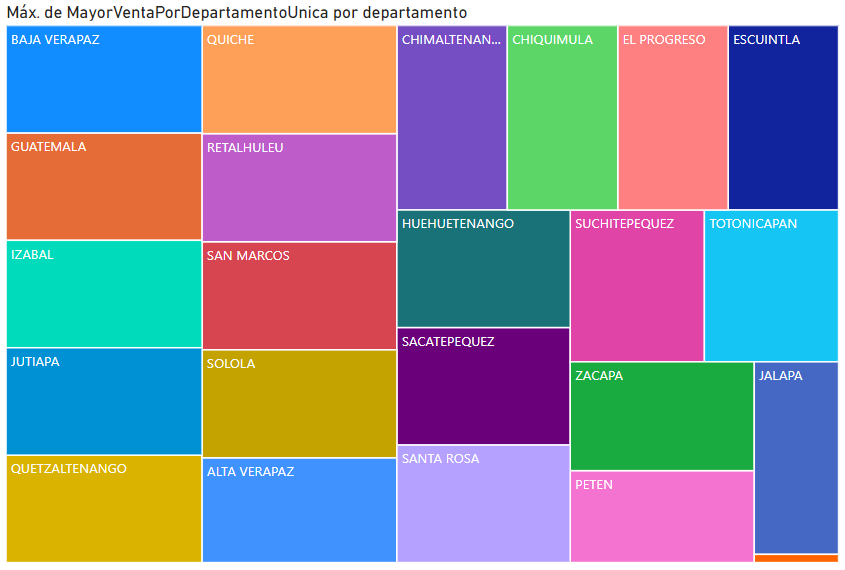 Máx. de MayorVentaPorDepartamentoUnica por departamento
BAJA VERAPAZ
GUATEMALA
IZABAL
JUTIAPA
QUETZALTENANGO
QUICHE
RETALHULEU
SAN MARCOS
SOLOLA
ALTA VERAPAZ
CHIMALTENAN...
CHIQUIMULA
EL PROGRESO
ESCUINTLA
HUEHUETENANGO
SACATEPEQUEZ
SANTA ROSA
SUCHITEPEQUEZ
TOTONICAPAN
ZACAPA
PETEN
JALAPA